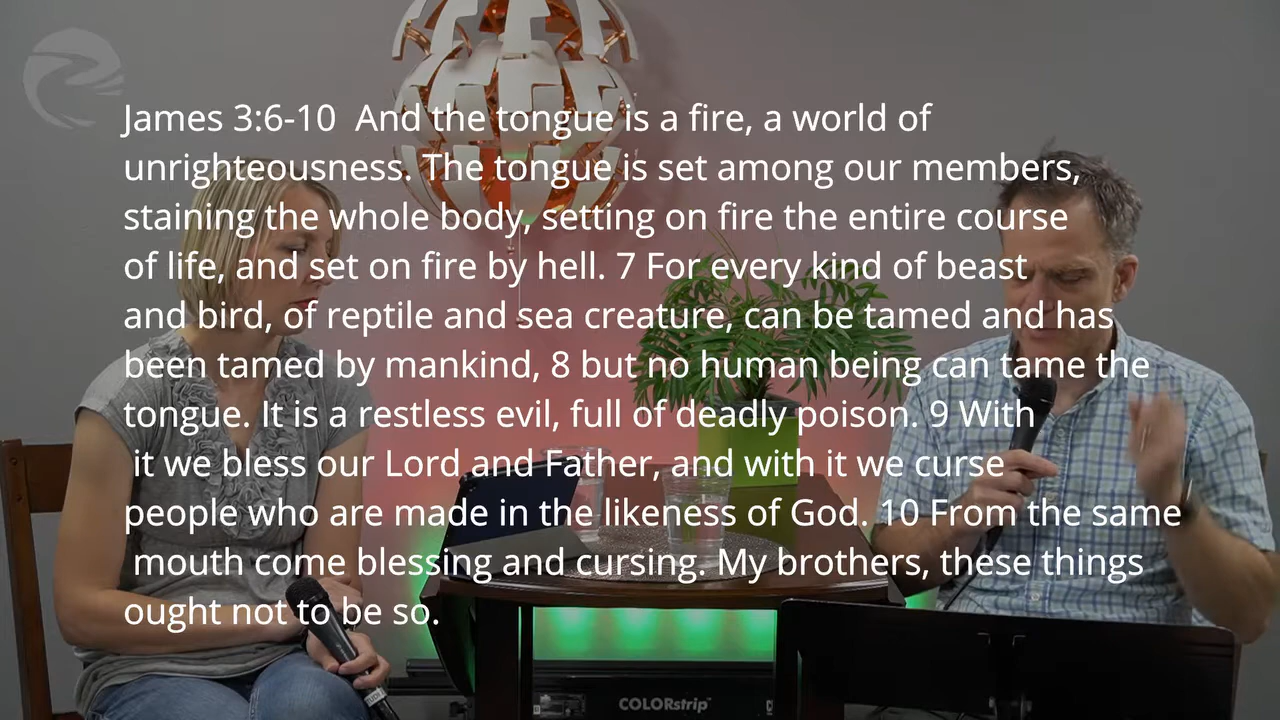 James 3:6-10  And the tongue is a fire, a world of
unrighteousness. The tongue is set among our members,
staining the whole body, setting on fire the entire course
of life, and set on fire by hell. 7 For every kind of beast
and bird, of reptile and sea creature, can be tamed and has
been tamed by mankind, 8 but no human being can tame the
tongue. It is a restless evil, full of deadly poison. 9 With
it we bless our Lord and Father, and with it we curse
people who are made in the likeness of God. 10 From the same
mouth come blessing and cursing. My brothers, these things
ought not to be so.
COLORstrip™